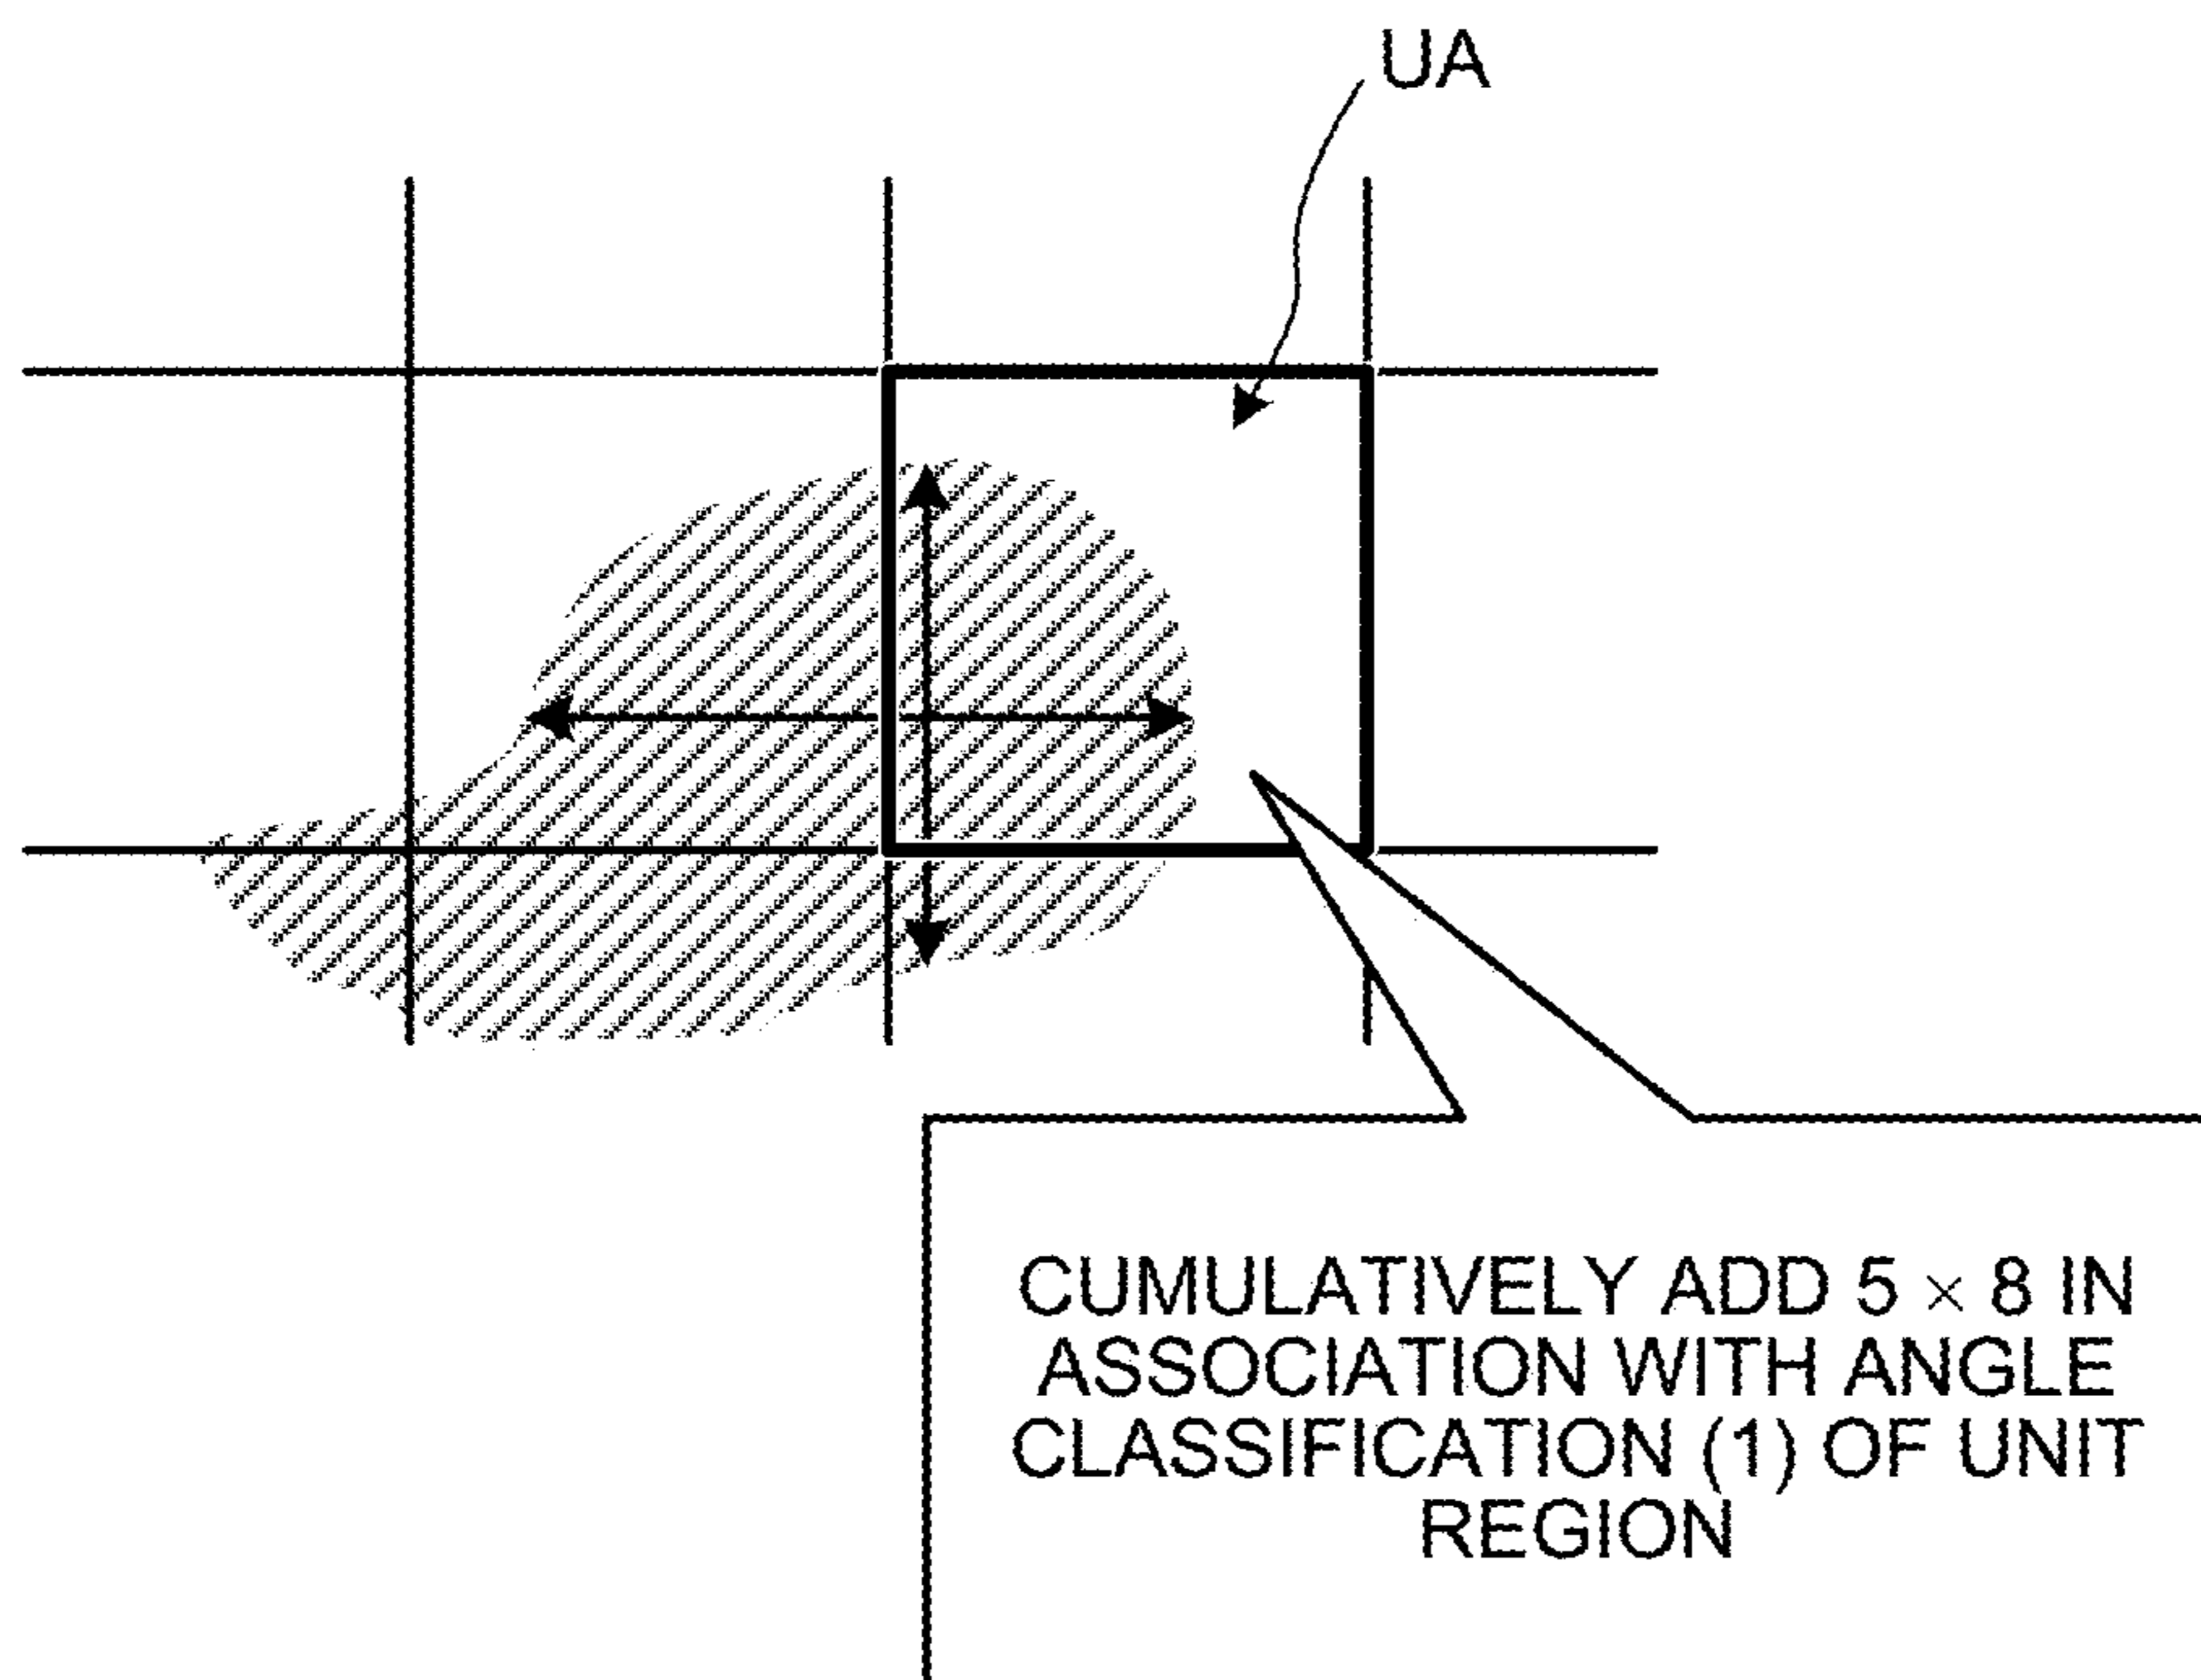 UA
CUMULATIVELY ADD 5 × 8 IN
ASSOCIATION WITH ANGLE
CLASSIFICATION (1) OF UNIT
REGION